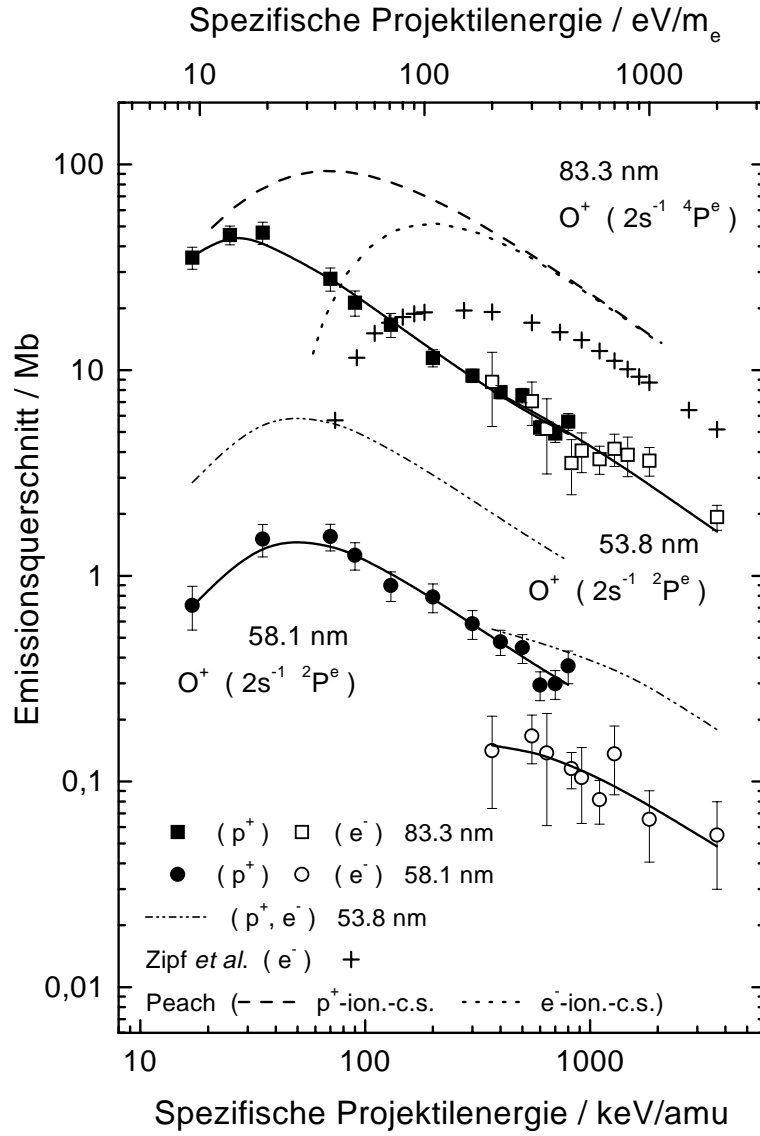 Spezifische Projektilenergie / eV/mₑ
10 100 1000
100
10
1
0,1
0,01
Emissionsquerschnitt / Mb
83.3 nm
O⁺ ( 2s⁻¹ ⁴Pᵉ )
53.8 nm
O⁺ ( 2s⁻¹ ²Pᵉ )
58.1 nm
O⁺ ( 2s⁻¹ ²Pᵉ )
( p⁺ ) ( e⁻ ) 83.3 nm
( p⁺ ) ( e⁻ ) 58.1 nm
( p⁺, e⁻ ) 53.8 nm
Zipf et al. ( e⁻ ) +
Peach ( p⁺-ion.-c.s. e⁻-ion.-c.s.)
10 100 1000
Spezifische Projektilenergie / keV/amu